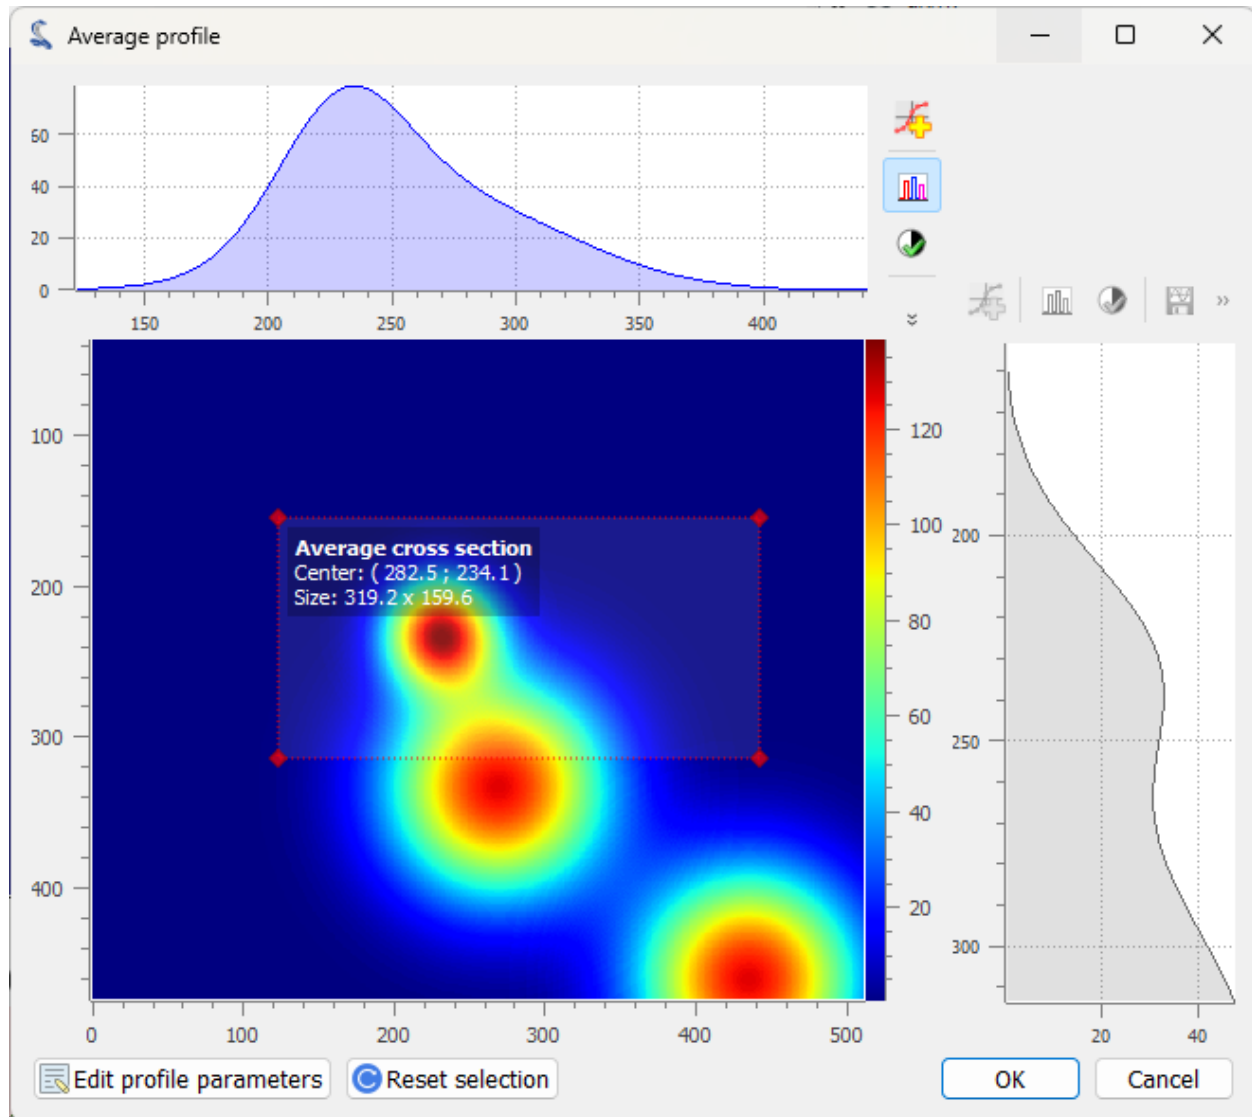 Average profile
60
40
20
0
150 200 250 300 350 400
»
100
200
300
400
Average cross section
Center: ( 282.5 ; 234.1 )
Size: 319.2 x 159.6
120
100
80
60
40
20
0 100 200 300 400 500
200
250
300
20 40
Edit profile parameters
Reset selection
OK
Cancel